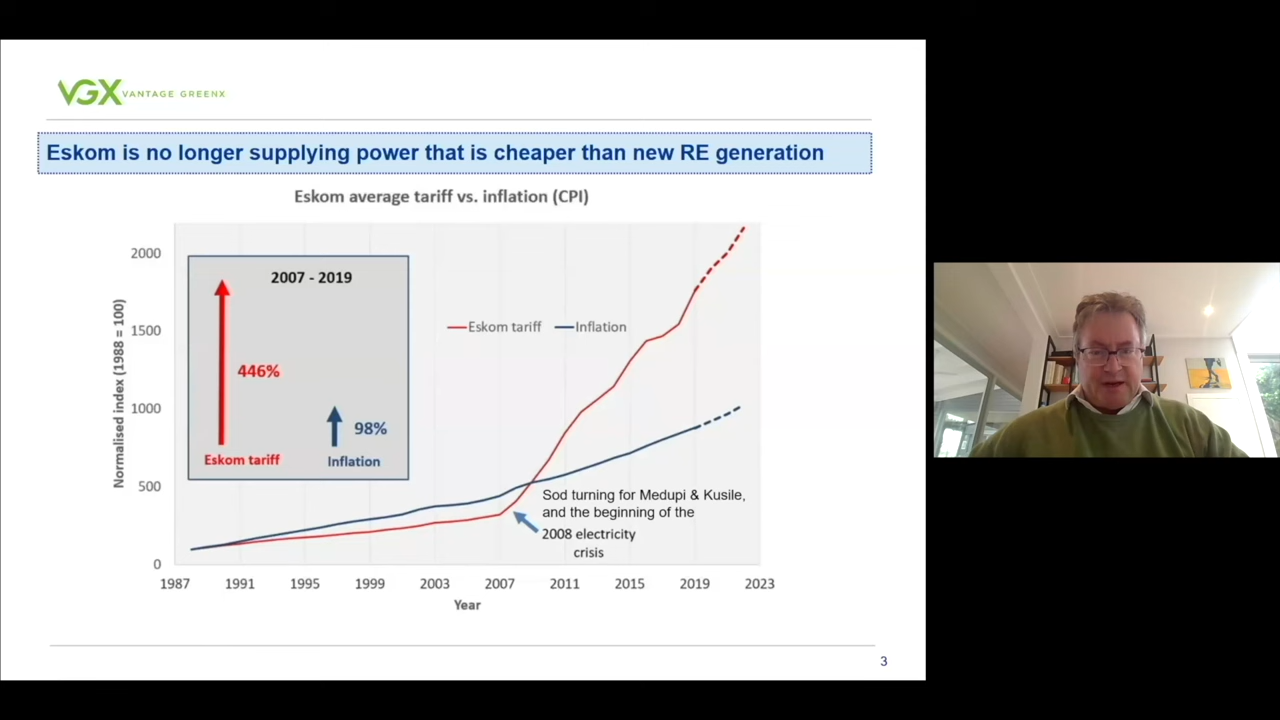 VGX VANTAGE GREENX
Eskom is no longer supplying power that is cheaper than new RE generation
Eskom average tariff vs. inflation (CPI)
Normalised index (1988 = 100)
2000
1500
1000
500
0
2007 - 2019
446%
98%
Eskom tariff
Inflation
Eskom tariff
Inflation
Sod turning for Medupi & Kusile,
and the beginning of the
2008 electricity
crisis
1987 1991 1995 1999 2003 2007 2011 2015 2019 2023
Year
3